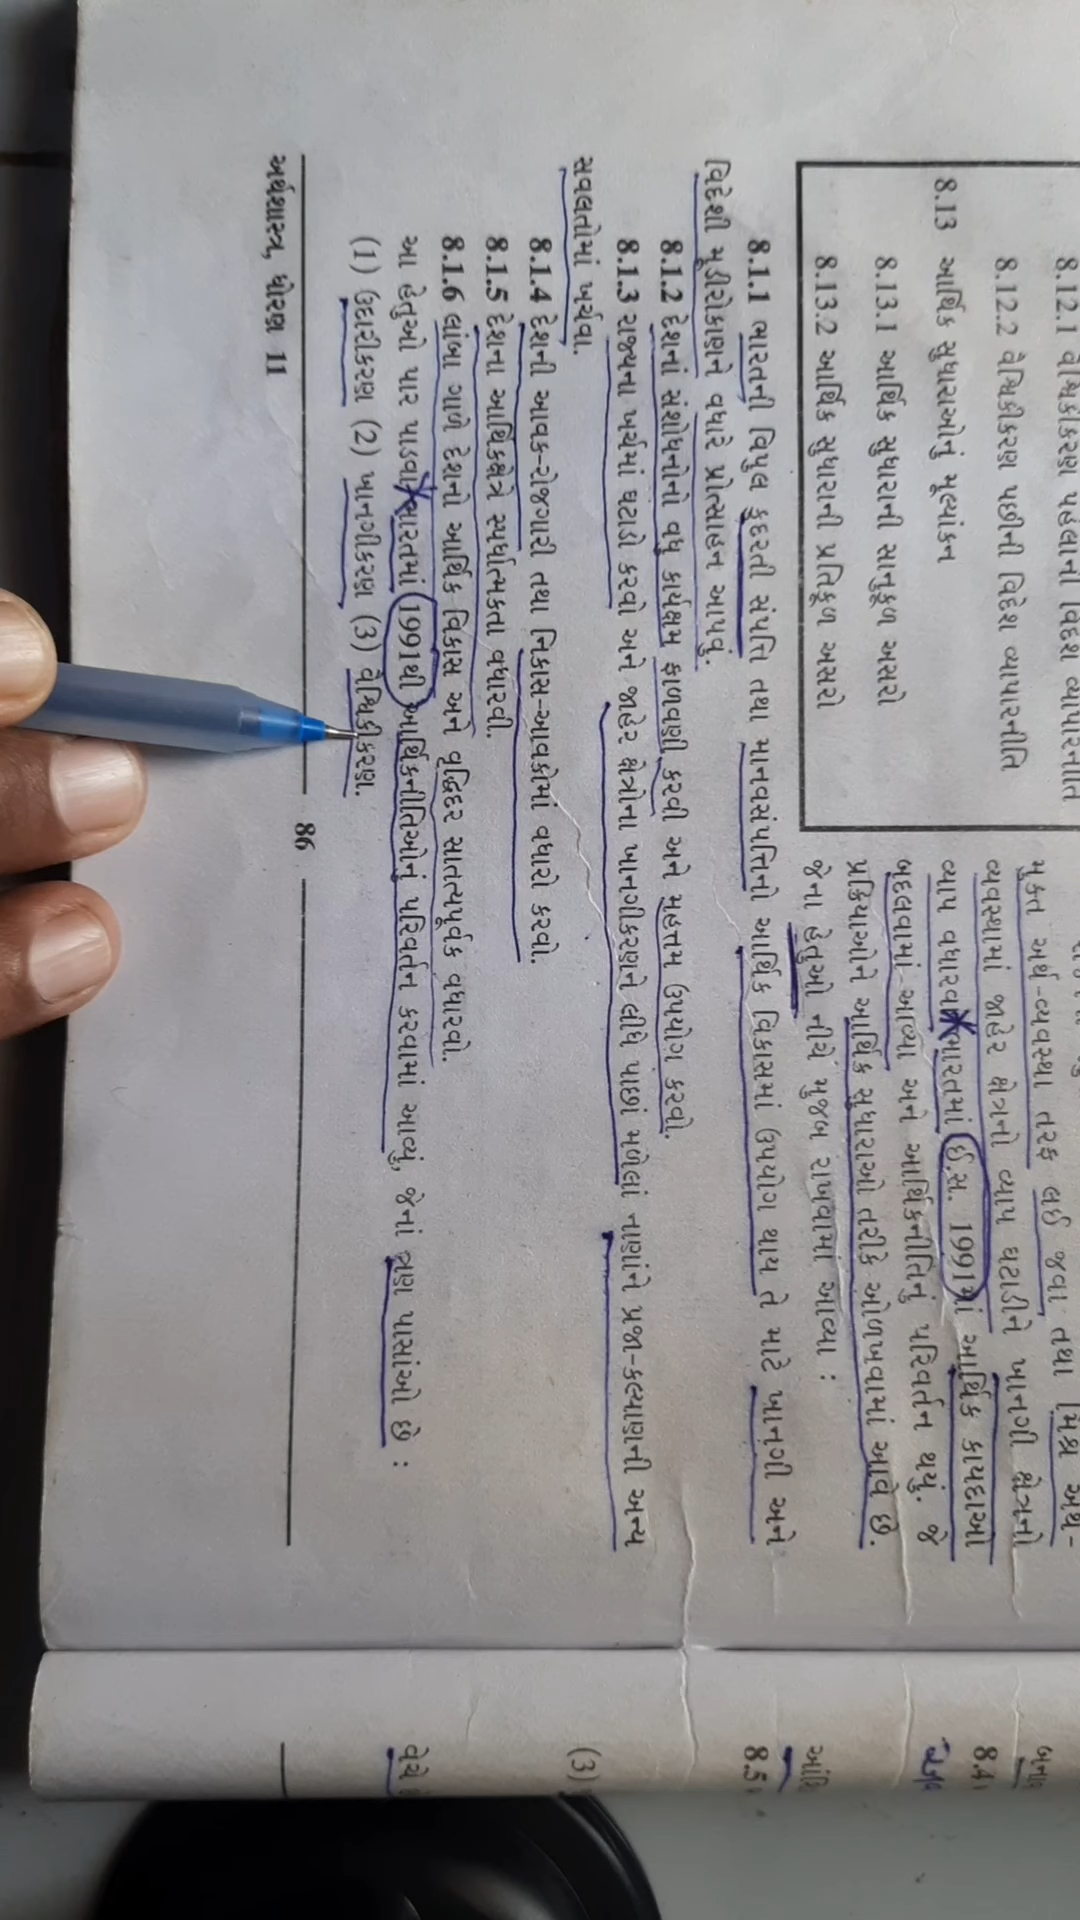 8.12.1 વૈશ્વિકીકરણ પહેલાંની વિદેશ વ્યાપારનીતિ
8.12.2 વૈશ્વિકીકરણ પછીની વિદેશ વ્યાપારનીતિ
8.13 આર્થિક સુધારાઓનું મૂલ્યાંકન
8.13.1 આર્થિક સુધારાની સાનુકૂળ અસરો
8.13.2 આર્થિક સુધારાની પ્રતિકૂળ અસરો
મુક્ત અર્થ-વ્યવસ્થા તરફ લઈ જવા તથા મિશ્ર અર્થ-
વ્યવસ્થામાં જાહેર ક્ષેત્રનો વ્યાપ ઘટાડીને ખાનગી ક્ષેત્રનો
વ્યાપ વધારવા ભારતમાં ઈ.સ. 1991માં આર્થિક કાયદાઓ
બદલવામાં આવ્યા અને આર્થિકનીતિનું પરિવર્તન થયું. જે
પ્રક્રિયાઓને આર્થિક સુધારાઓ તરીકે ઓળખવામાં આવે છે.
જેના હેતુઓ નીચે મુજબ રાખવામાં આવ્યા :
8.1.1 ભારતની વિપુલ કુદરતી સંપત્તિ તથા માનવસંપત્તિનો આર્થિક વિકાસમાં ઉપયોગ થાય તે માટે ખાનગી અને
વિદેશી મૂડીરોકાણને વધારે પ્રોત્સાહન આપવું.
8.1.2 દેશનાં સંશોધનોનો વધુ કાર્યક્ષમ ફાળવણી કરવી અને મહત્તમ ઉપયોગ કરવો.
8.1.3 રાજ્યના ખર્ચમાં ઘટાડો કરવો અને જાહેર ક્ષેત્રોના ખાનગીકરણને લીધે પાછાં મળેલાં નાણાંને પ્રજા-કલ્યાણની અન્ય
સવલતોમાં ખર્ચવા.
8.1.4 દેશની આવક-રોજગારી તથા નિકાસ-આવકોમાં વધારો કરવો.
8.1.5 દેશના આર્થિકક્ષેત્રે સ્પર્ધાત્મકતા વધારવી.
8.1.6 લાંબા ગાળે દેશનો આર્થિક વિકાસ અને વૃદ્ધિદર સાતત્યપૂર્વક વધારવો.
આ હેતુઓ પાર પાડવા ભારતમાં 1991થી આર્થિકનીતિઓનું પરિવર્તન કરવામાં આવ્યું, જેનાં ત્રણ પાસાંઓ છે :
(1) ઉદારીકરણ (2) ખાનગીકરણ (3) વૈશ્વિકીકરણ.
અર્થશાસ્ત્ર, ધોરણ 11
86
8.4
8.5
(3)